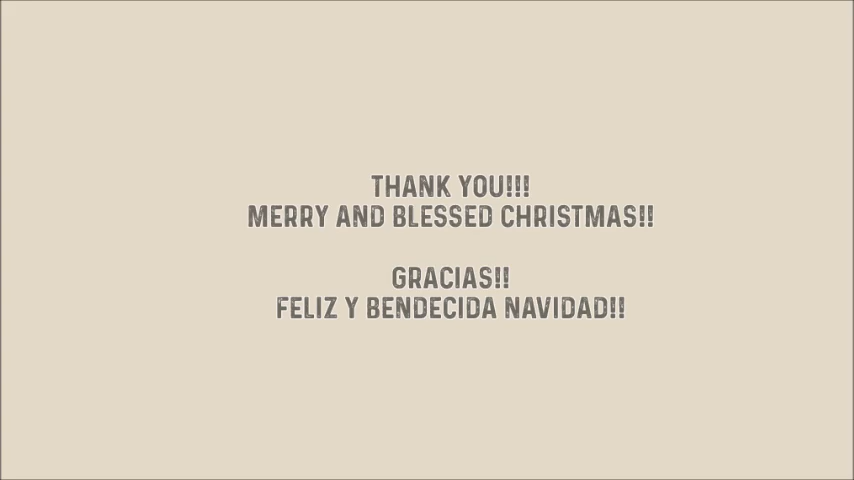 THANK YOU!!!
MERRY AND BLESSED CHRISTMAS!!
GRACIAS!!
FELIZ Y BENDECIDA NAVIDAD!!